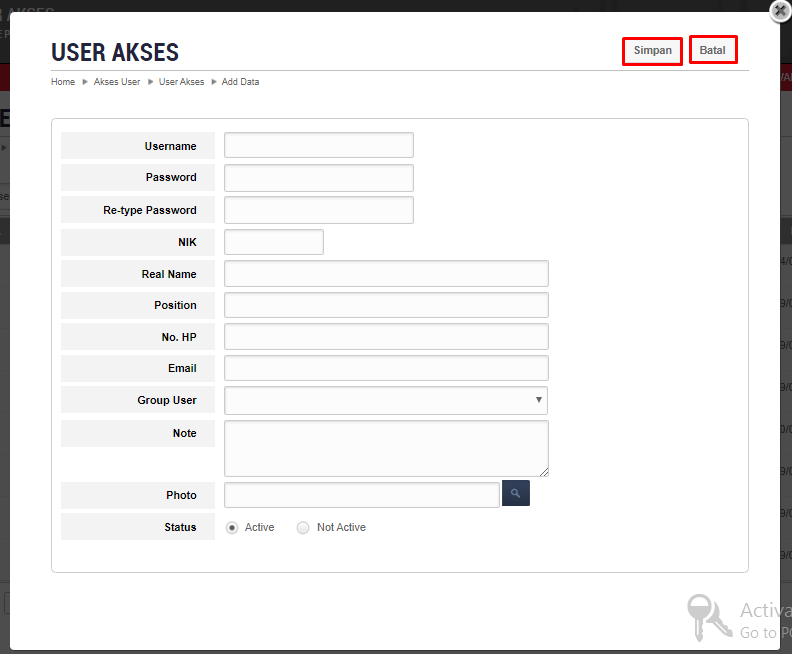 USER AKSES
Simpan
Batal
Home ▶ Akses User ▶ User Akses ▶ Add Data
Username
Password
Re-type Password
NIK
Real Name
Position
No. HP
Email
Group User
Note
Photo
Status
Active
Not Active
Go to